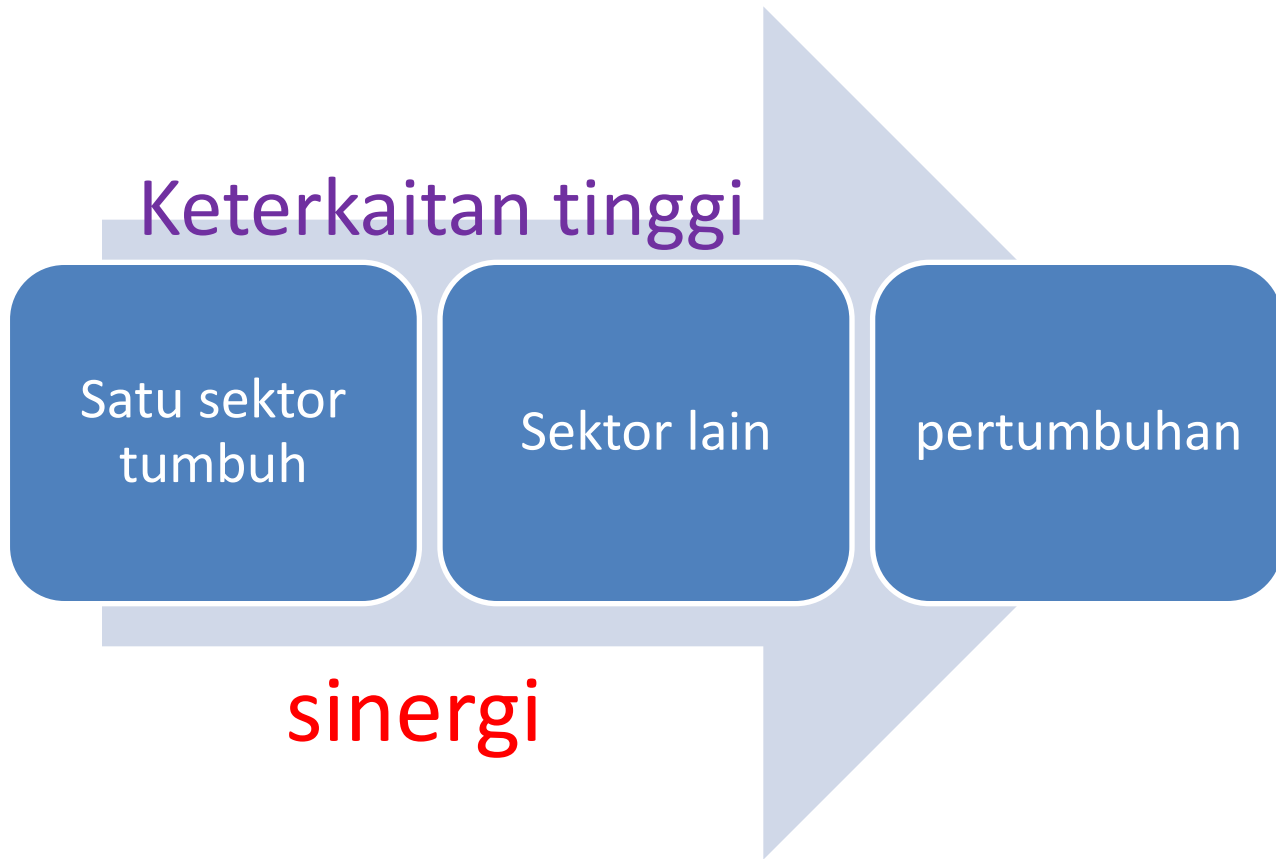 Keterkaitan tinggi
Satu sektor
tumbuh
Sektor lain
pertumbuhan
sinergi